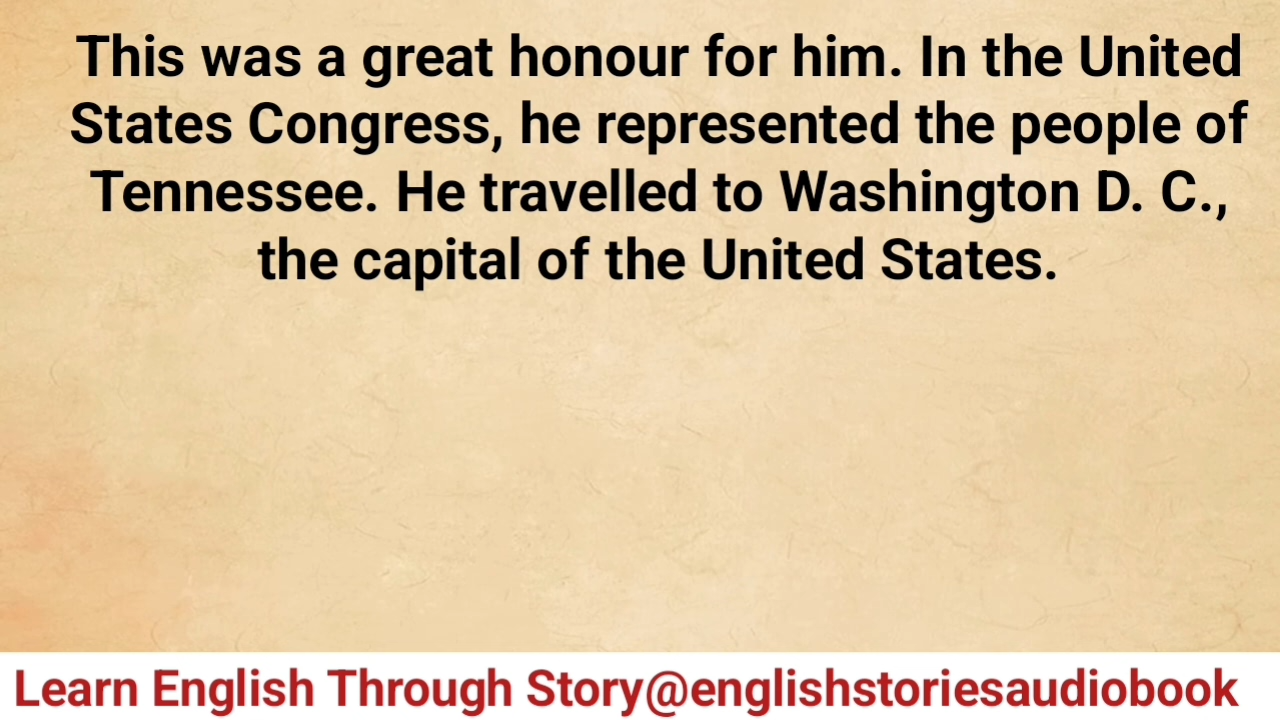 This was a great honour for him. In the United
States Congress, he represented the people of
Tennessee. He travelled to Washington D. C.,
the capital of the United States.
Learn English Through Story@englishstoriesaudiobook